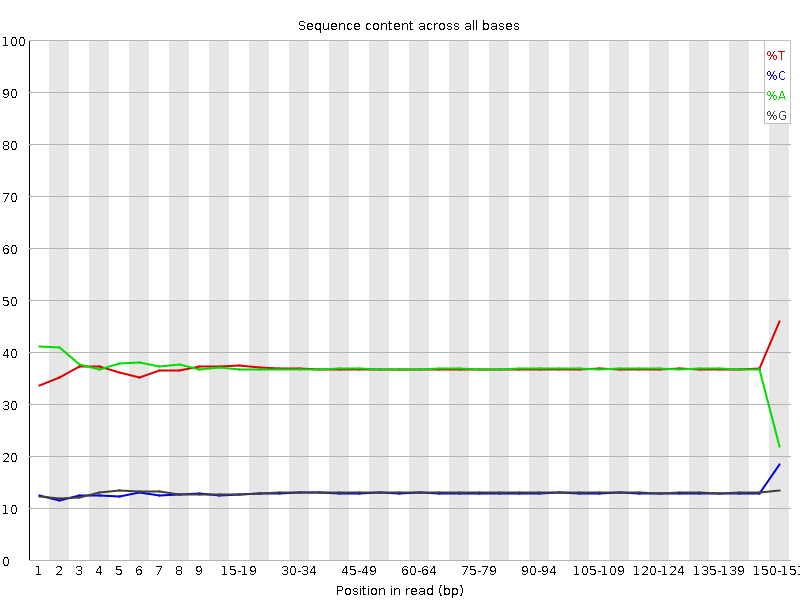 Sequence content across all bases
100
90
80
70
60
50
40
30
20
10
0
%T
%C
%A
%G
1 2 3 4 5 6 7 8 9 15-19 30-34 45-49 60-64 75-79 90-94 105-109 120-124 135-139 150-151
Position in read (bp)